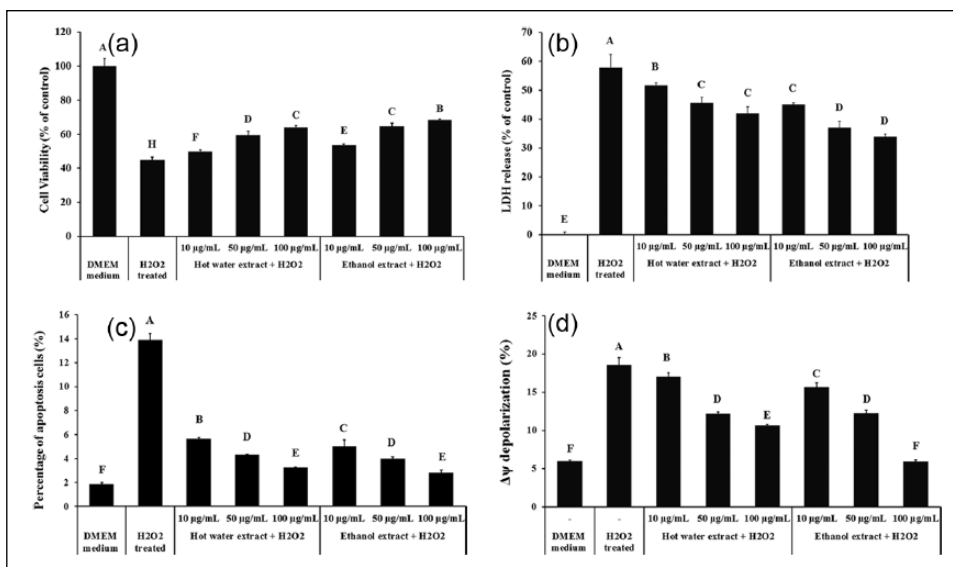 (a)
Cell Viability (% of control)
120
100
80
60
40
20
0
A
H
F
D
C
E
C
B
10 µg/mL 50 µg/mL 100 µg/mL 10 µg/mL 50 µg/mL 100 µg/mL
DMEM medium H2O2 treated Hot water extract + H2O2 Ethanol extract + H2O2
(b)
LDH release (% of control)
70
60
50
40
30
20
10
0
E
A
B
C
C
C
D
D
10 µg/mL 50 µg/mL 100 µg/mL 10 µg/mL 50 µg/mL 100 µg/mL
DMEM medium H2O2 treated Hot water extract + H2O2 Ethanol extract + H2O2
(c)
Percentage of apoptosis cells (%)
16
14
12
10
8
6
4
2
0
F
A
B
D
E
C
D
E
10 µg/mL 50 µg/mL 100 µg/mL 10 µg/mL 50 µg/mL 100 µg/mL
DMEM medium H2O2 treated Hot water extract + H2O2 Ethanol extract + H2O2
(d)
Δψ depolarization (%)
25
20
15
10
5
0
F
A
B
D
E
C
D
F
- - 10 µg/mL 50 µg/mL 100 µg/mL 10 µg/mL 50 µg/mL 100 µg/mL
DMEM medium H2O2 treated Hot water extract + H2O2 Ethanol extract + H2O2